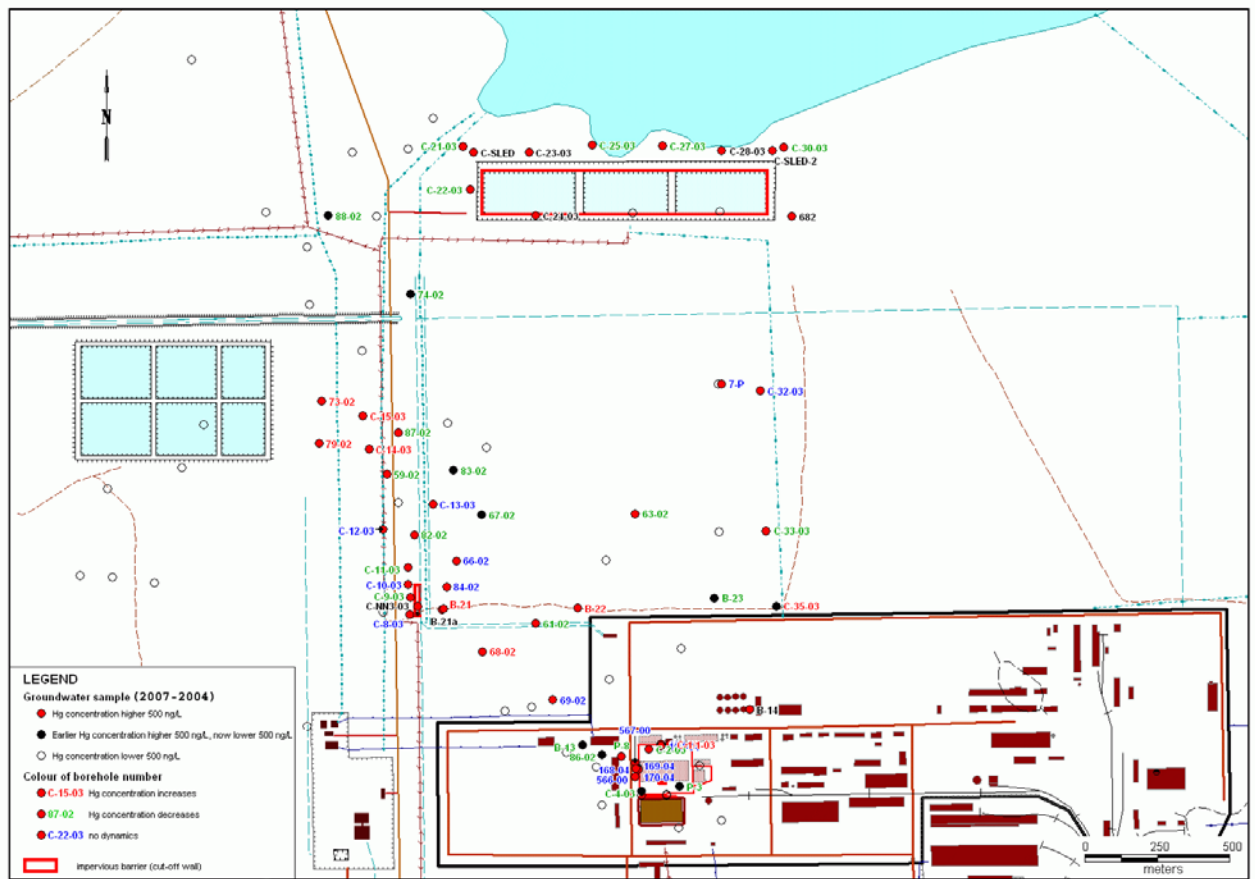 N
C-21-03
C-SLED
C-23-03
C-25-03
C-27-03
C-28-03
C-30-03
C-SLED-2
C-22-03
88-02
C-24-03
682
74-02
7-P
C-32-03
73-02
C-15-03
87-02
79-02
C-14-03
59-02
83-02
C-13-03
67-02
63-02
C-12-03
82-02
C-33-03
C-11-03
66-02
C-10-03
84-02
C-9-03
B-23
C-NN3-03
B-21
B-22
C-35-03
C-8-03
B-21a
61-02
68-02
69-02
B-14
567-00
B-43
P-8
C-2-03
86-02
168-04
169-04
566-00
170-04
P-3
C-4-03
LEGEND
Groundwater sample (2007-2004)
Hg concentration higher 500 ng/L
Earlier Hg concentration higher 500 ng/L, now lower 500 ng/L
Hg concentration lower 500 ng/L
Colour of borehole number
C-15-03 Hg concentration increases
87-02 Hg concentration decreases
C-22-03 no dynamics
impervious barrier (cut-off wall)
0 250 500
meters